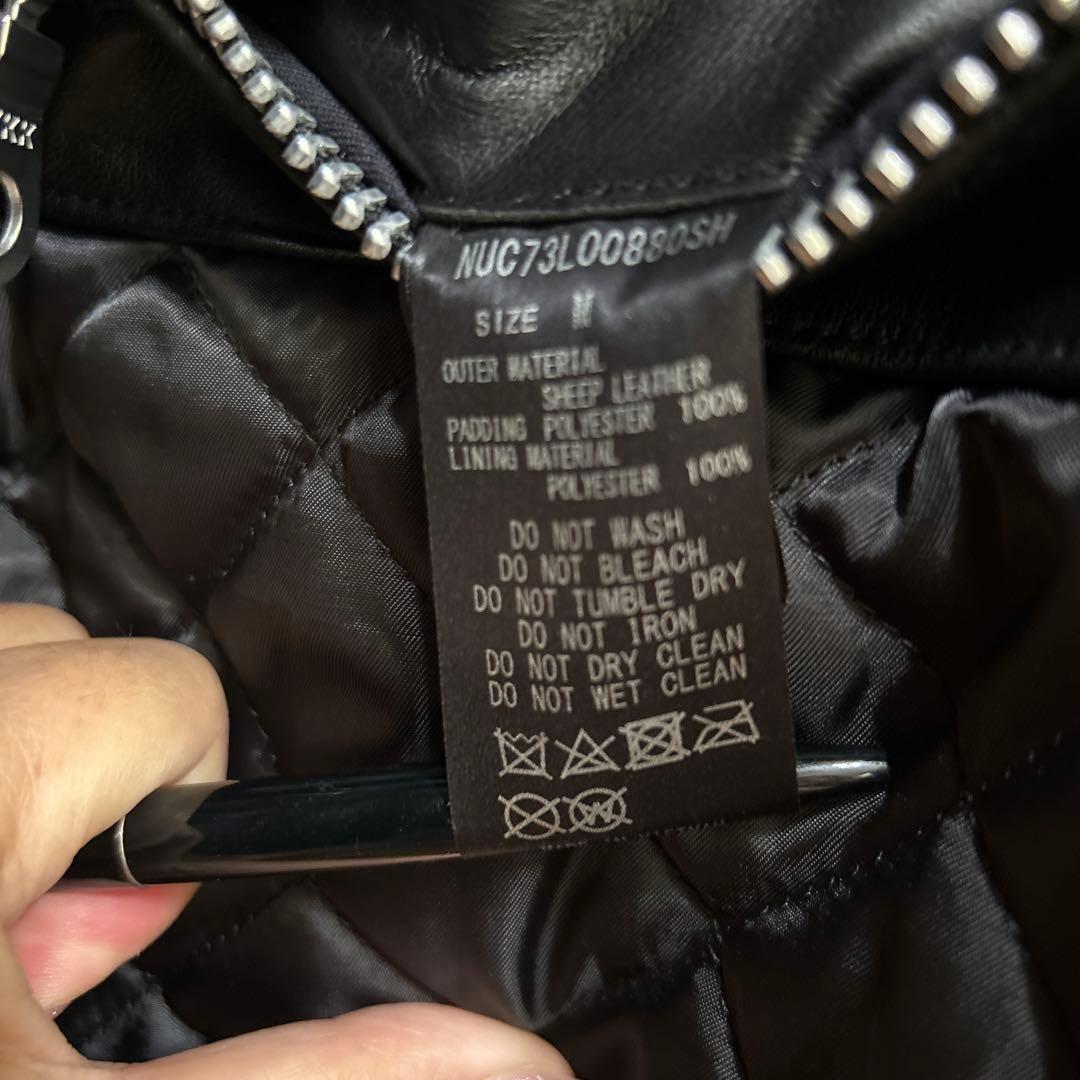 NUC73L00880SH
SIZE M
OUTER MATERIAL
SHEEP LEATHER
PADDING POLYESTER 100%
LINING MATERIAL
POLYESTER 100%
DO NOT WASH
DO NOT BLEACH
DO NOT TUMBLE DRY
DO NOT IRON
DO NOT DRY CLEAN
DO NOT WET CLEAN
W